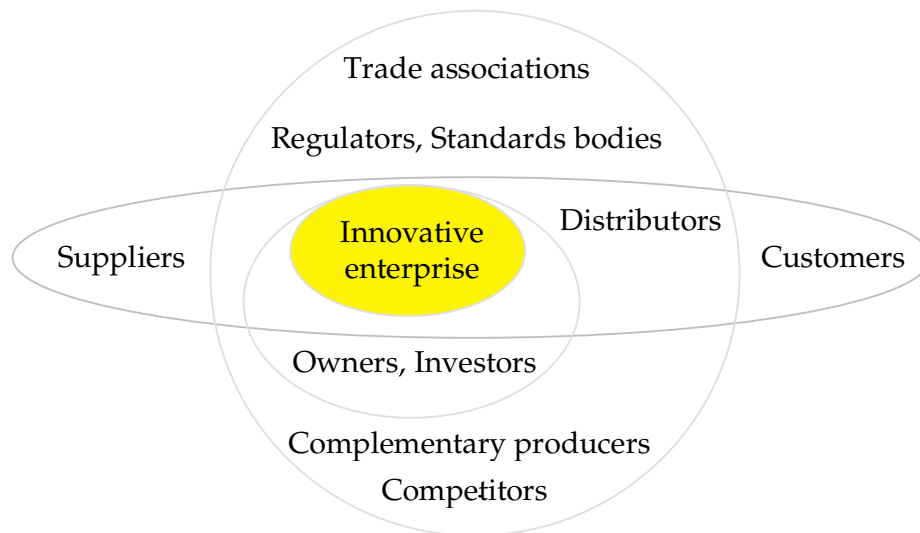 Trade associations
Regulators, Standards bodies
Distributors
Innovative
enterprise
Suppliers
Customers
Owners, Investors
Complementary producers
Competitors